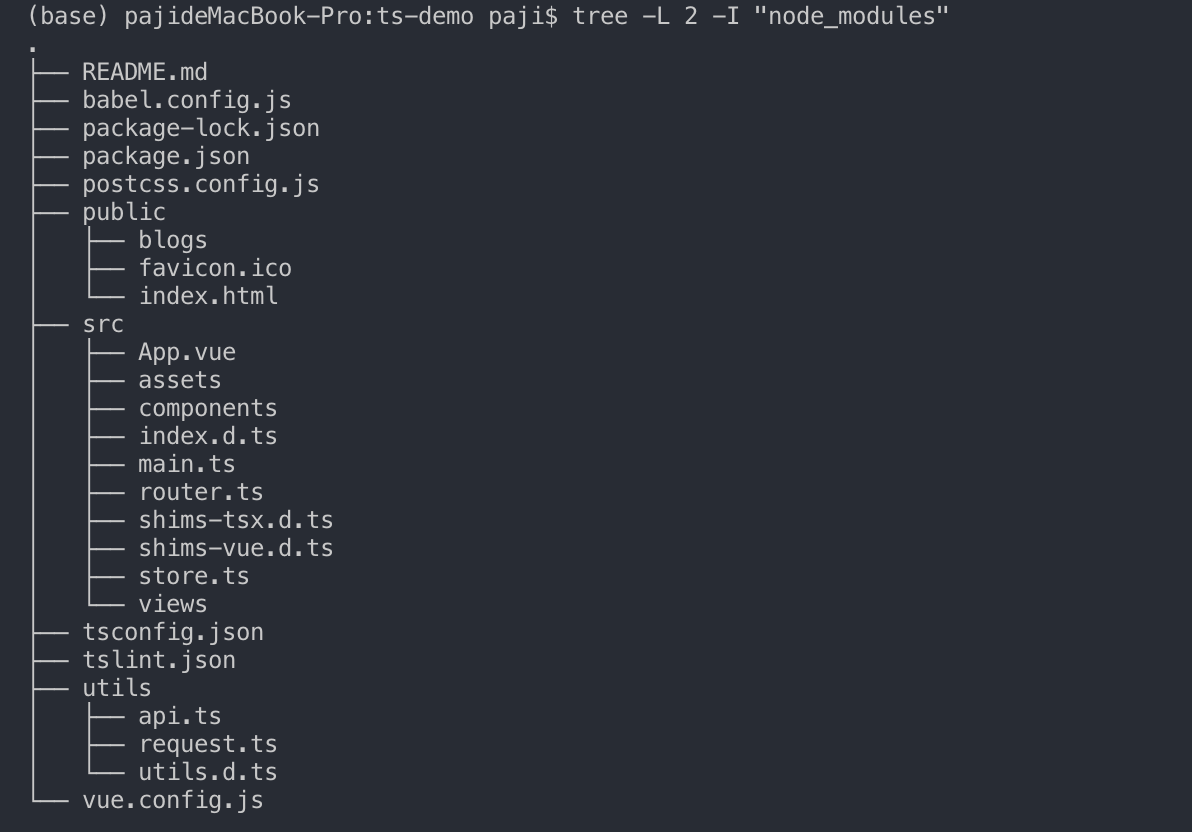 (base) pajideMacBook-Pro:ts-demo paji$ tree -L 2 -I "node_modules"
.
├── README.md
├── babel.config.js
├── package-lock.json
├── package.json
├── postcss.config.js
├── public
│   ├── blogs
│   ├── favicon.ico
│   └── index.html
├── src
│   ├── App.vue
│   ├── assets
│   ├── components
│   ├── index.d.ts
│   ├── main.ts
│   ├── router.ts
│   ├── shims-tsx.d.ts
│   ├── shims-vue.d.ts
│   ├── store.ts
│   └── views
├── tsconfig.json
├── tslint.json
├── utils
│   ├── api.ts
│   ├── request.ts
│   └── utils.d.ts
└── vue.config.js